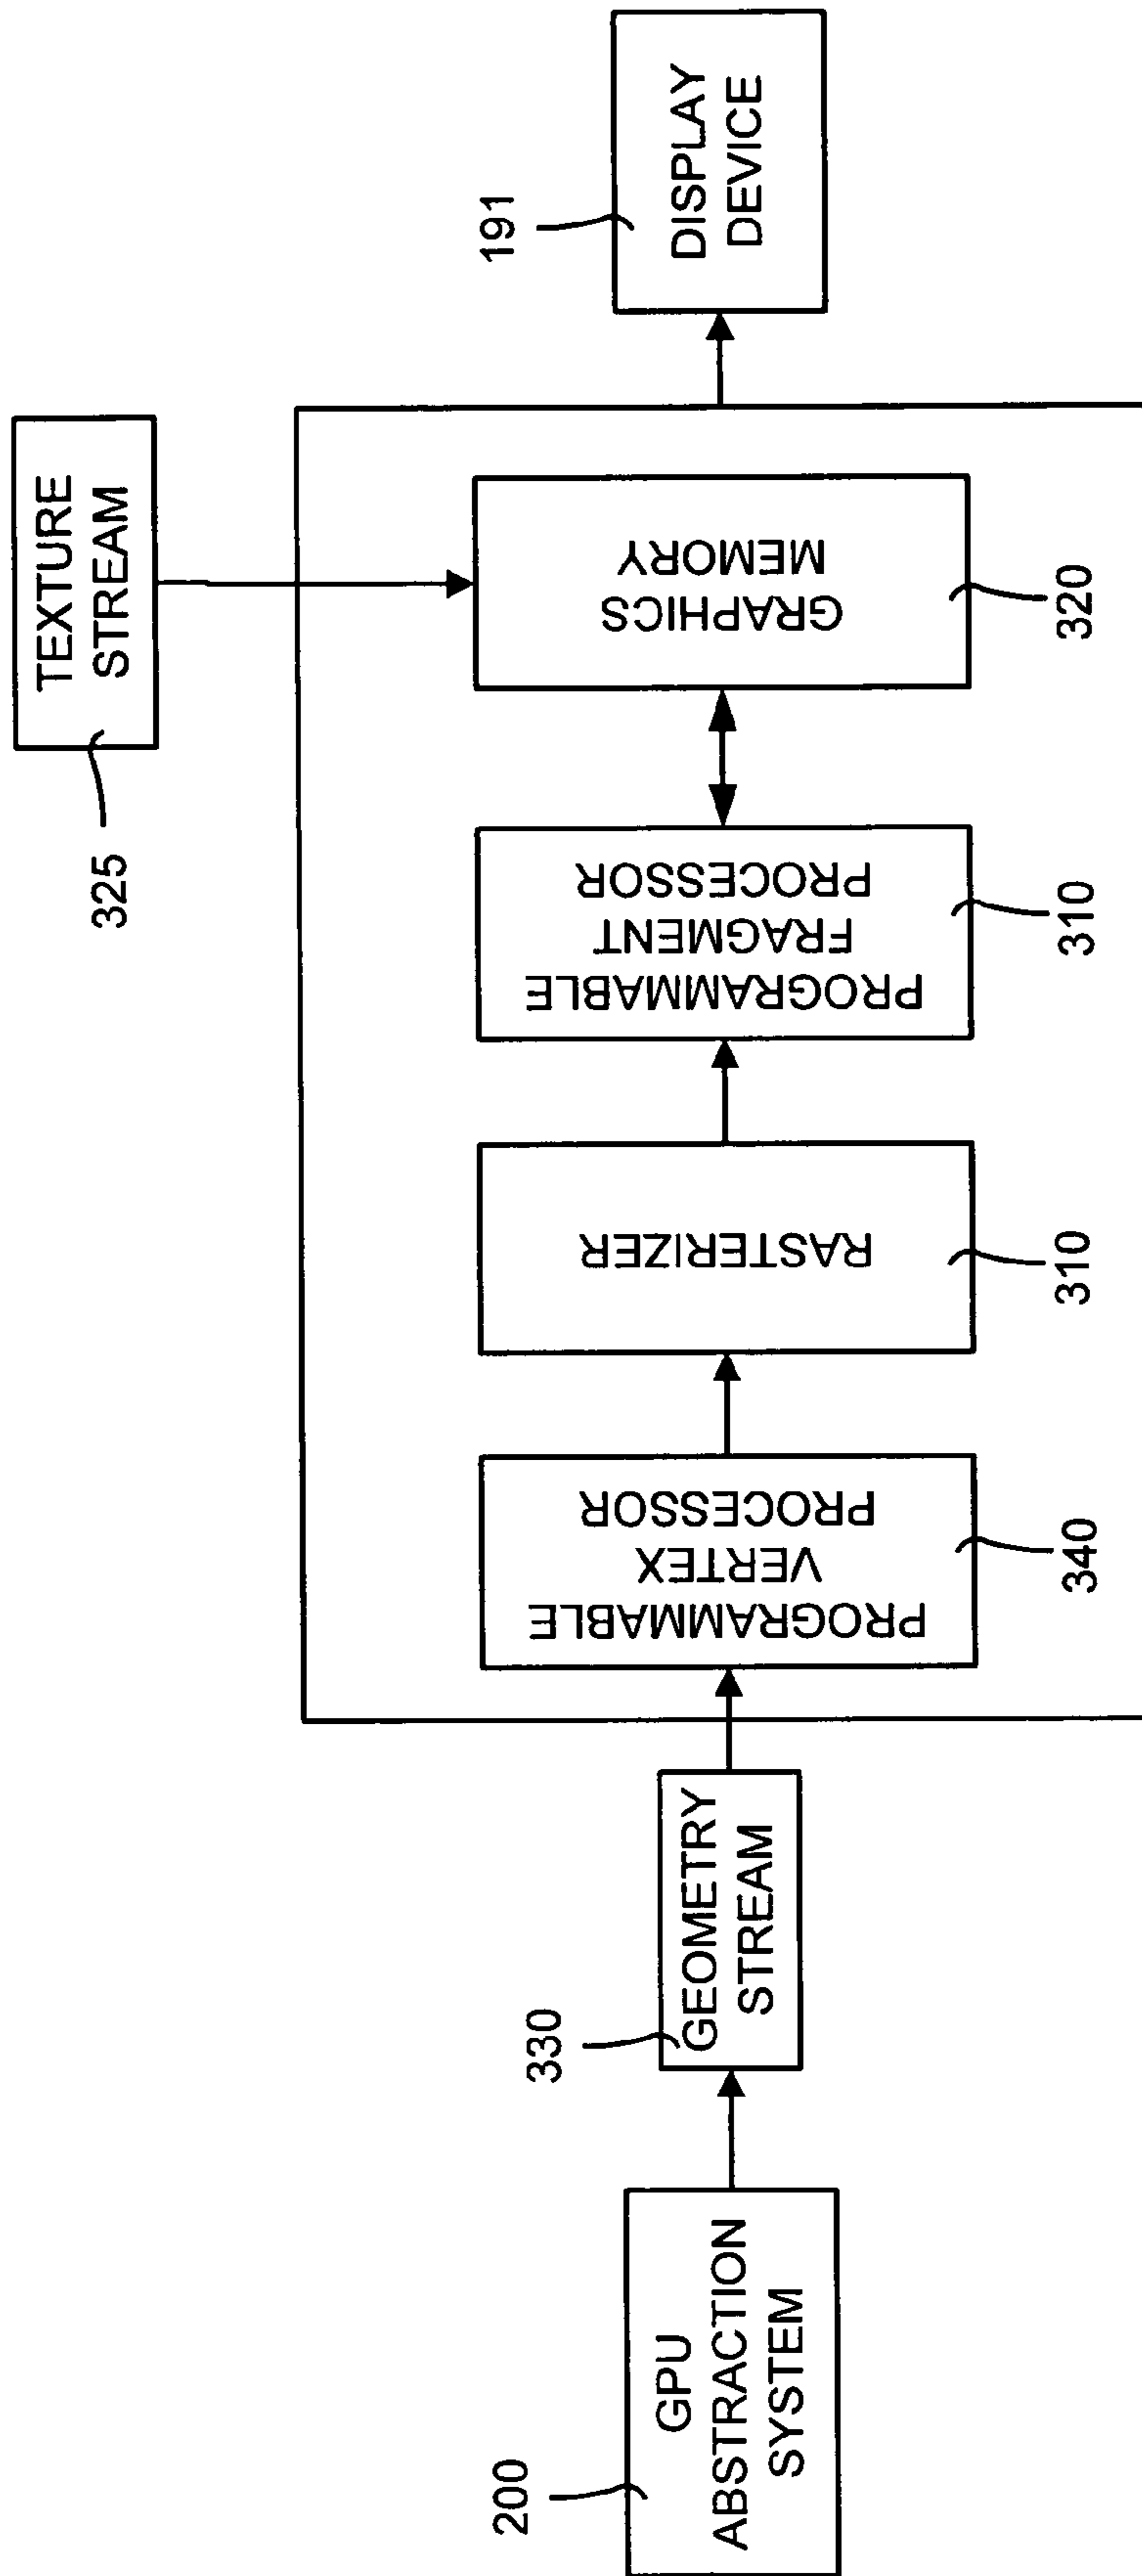 TEXTURE
STREAM
325
191
DISPLAY
DEVICE
200
GPU
ABSTRACTION
SYSTEM
330
GEOMETRY
STREAM
PROGRAMMABLE
VERTEX
PROCESSOR
340
RASTERIZER
310
PROGRAMMABLE
FRAGMENT
PROCESSOR
310
GRAPHICS
MEMORY
320